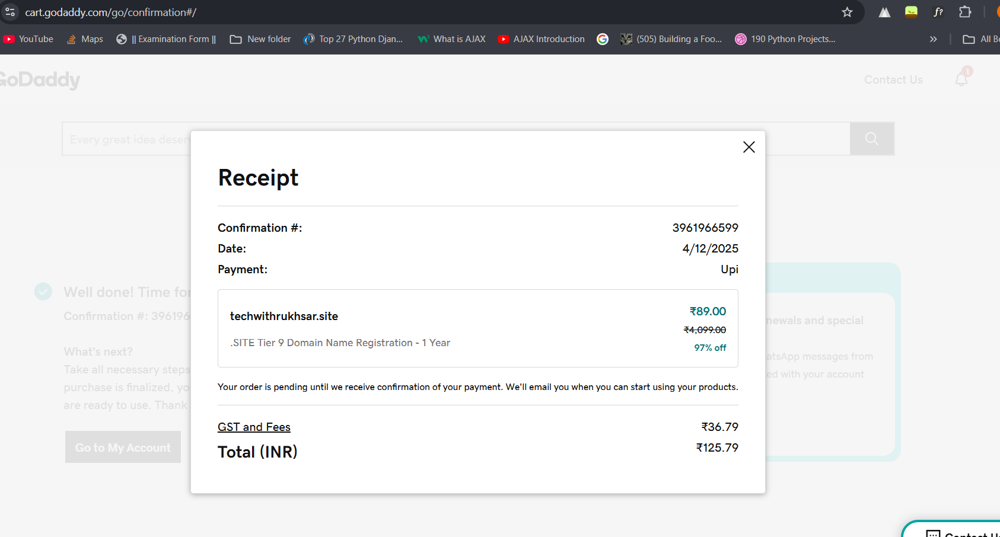 cart.godaddy.com/go/confirmation#/
f?
YouTube
Maps
|| Examination Form ||
New folder
Top 27 Python Djan...
What is AJAX
AJAX Introduction
(505) Building a Foo...
190 Python Projects...
»
All Bo
GoDaddy
Contact Us
1
Every great idea deserv
Receipt
Confirmation #: 3961966599
Date: 4/12/2025
Payment: Upi
techwithrukhsar.site
.SITE Tier 9 Domain Name Registration - 1 Year
₹89.00
₹4,099.00
97% off
Your order is pending until we receive confirmation of your payment. We'll email you when you can start using your products.
GST and Fees ₹36.79
Total (INR) ₹125.79
Well done! Time for
Confirmation #: 396196
What's next?
Take all necessary steps
purchase is finalized, yo
are ready to use. Thank
Go to My Account
newals and special
atsApp messages from
ed with your account
Contact Us